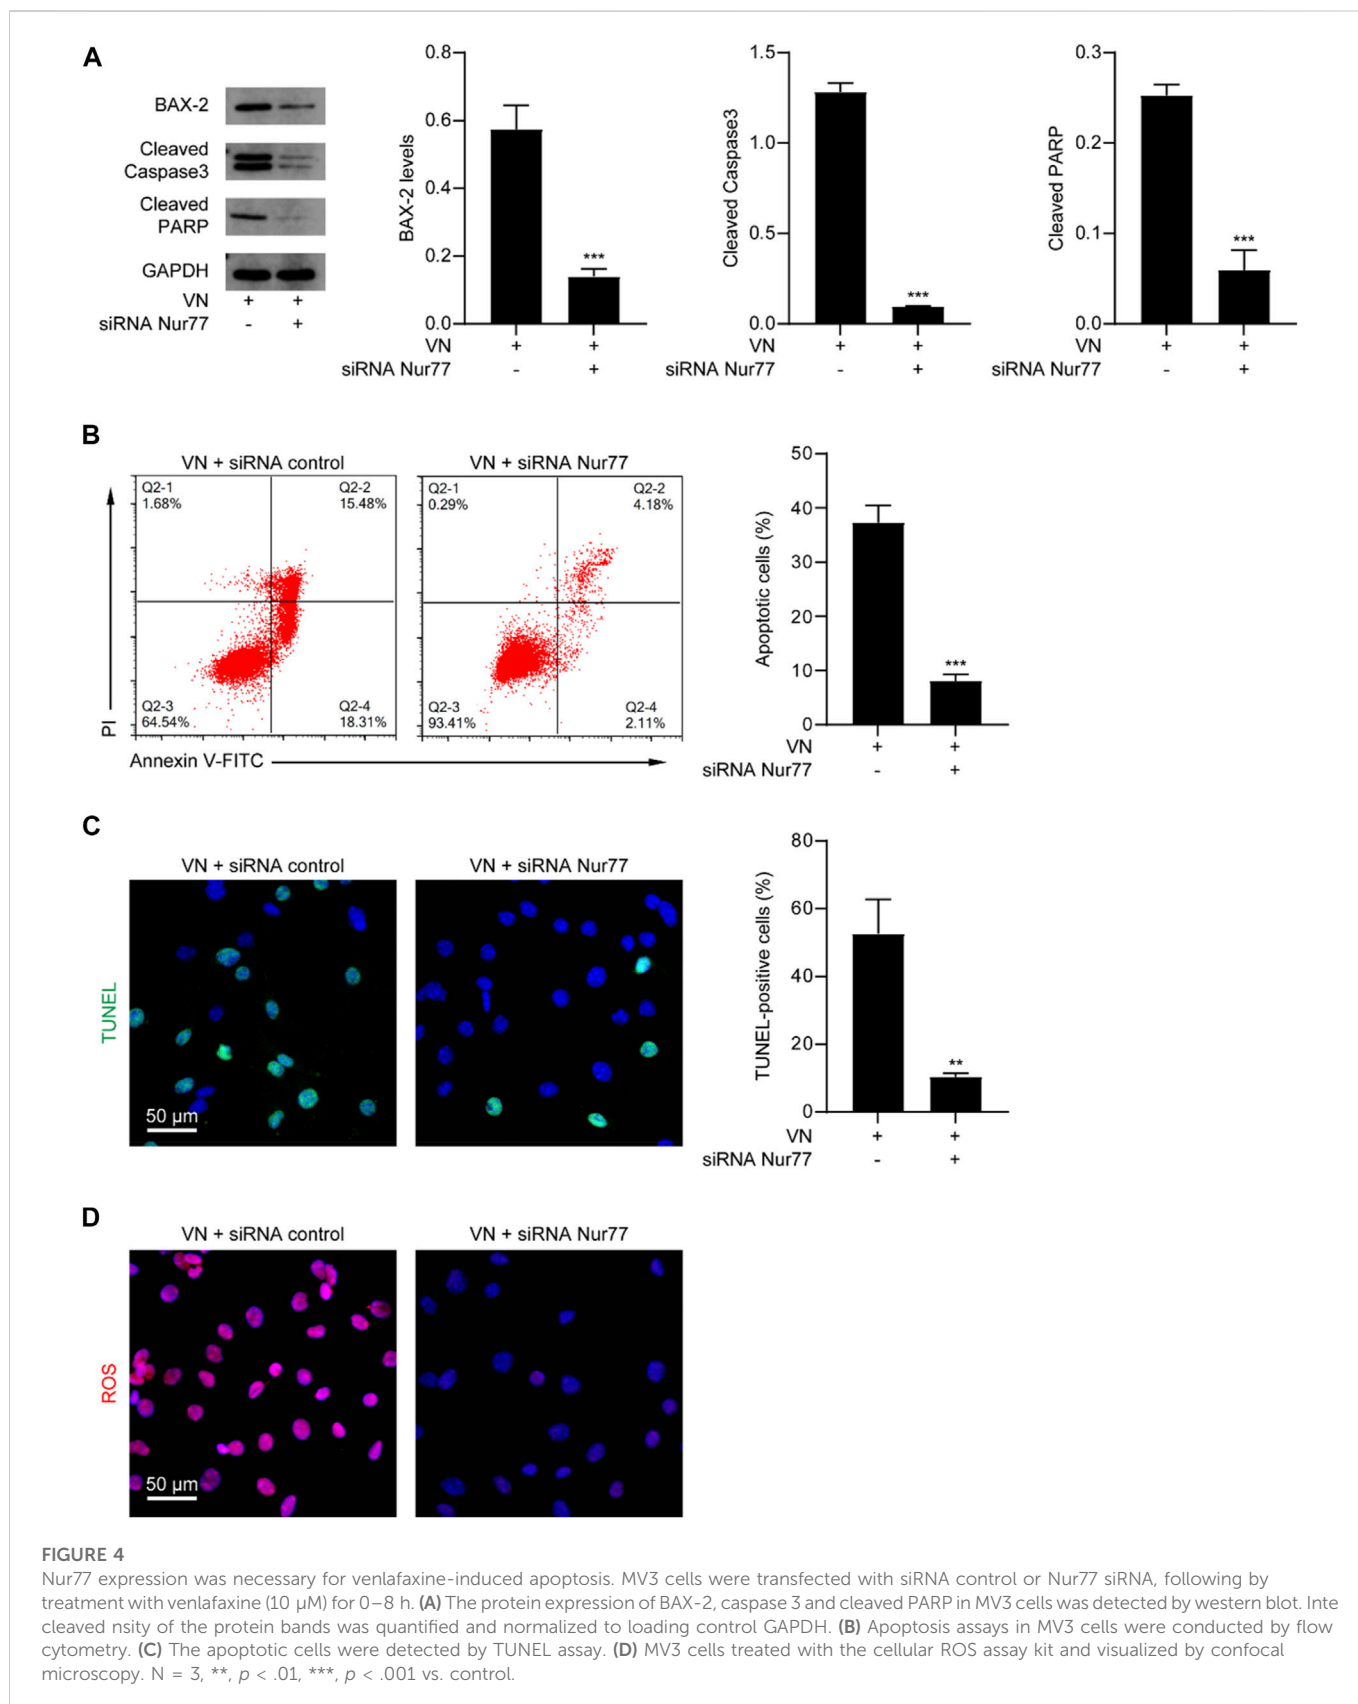 A
BAX-2
Cleaved
Caspase3
Cleaved
PARP
GAPDH
VN + +
siRNA Nur77 - +
BAX-2 levels
0.8
0.6
0.4
0.2
0.0
***
VN + +
siRNA Nur77 - +
Cleaved Caspase3
1.5
1.0
0.5
0.0
***
VN + +
siRNA Nur77 - +
Cleaved PARP
0.3
0.2
0.1
0.0
***
VN + +
siRNA Nur77 - +
B
VN + siRNA control
Q2-1
1.68%
Q2-2
15.48%
Q2-3
64.54%
Q2-4
18.31%
VN + siRNA Nur77
Q2-1
0.29%
Q2-2
4.18%
Q2-3
93.41%
Q2-4
2.11%
PI
Annexin V-FITC
Apoptotic cells (%)
50
40
30
20
10
0
***
VN + +
siRNA Nur77 - +
C
VN + siRNA control
VN + siRNA Nur77
TUNEL
50 µm
TUNEL-positive cells (%)
80
60
40
20
0
**
VN + +
siRNA Nur77 - +
D
VN + siRNA control
VN + siRNA Nur77
ROS
50 µm
FIGURE 4
Nur77 expression was necessary for venlafaxine-induced apoptosis. MV3 cells were transfected with siRNA control or Nur77 siRNA, following by
treatment with venlafaxine (10 µM) for 0–8 h. (A) The protein expression of BAX-2, caspase 3 and cleaved PARP in MV3 cells was detected by western blot. Inte
cleaved nsity of the protein bands was quantified and normalized to loading control GAPDH. (B) Apoptosis assays in MV3 cells were conducted by flow
cytometry. (C) The apoptotic cells were detected by TUNEL assay. (D) MV3 cells treated with the cellular ROS assay kit and visualized by confocal
microscopy. N = 3, **, p < .01, ***, p < .001 vs. control.